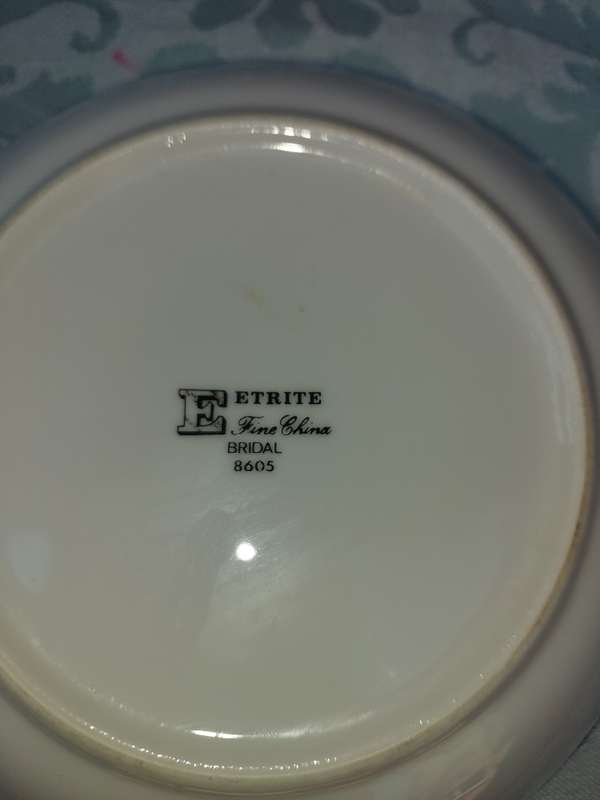 E ETRITE
Fine China
BRIDAL
8605